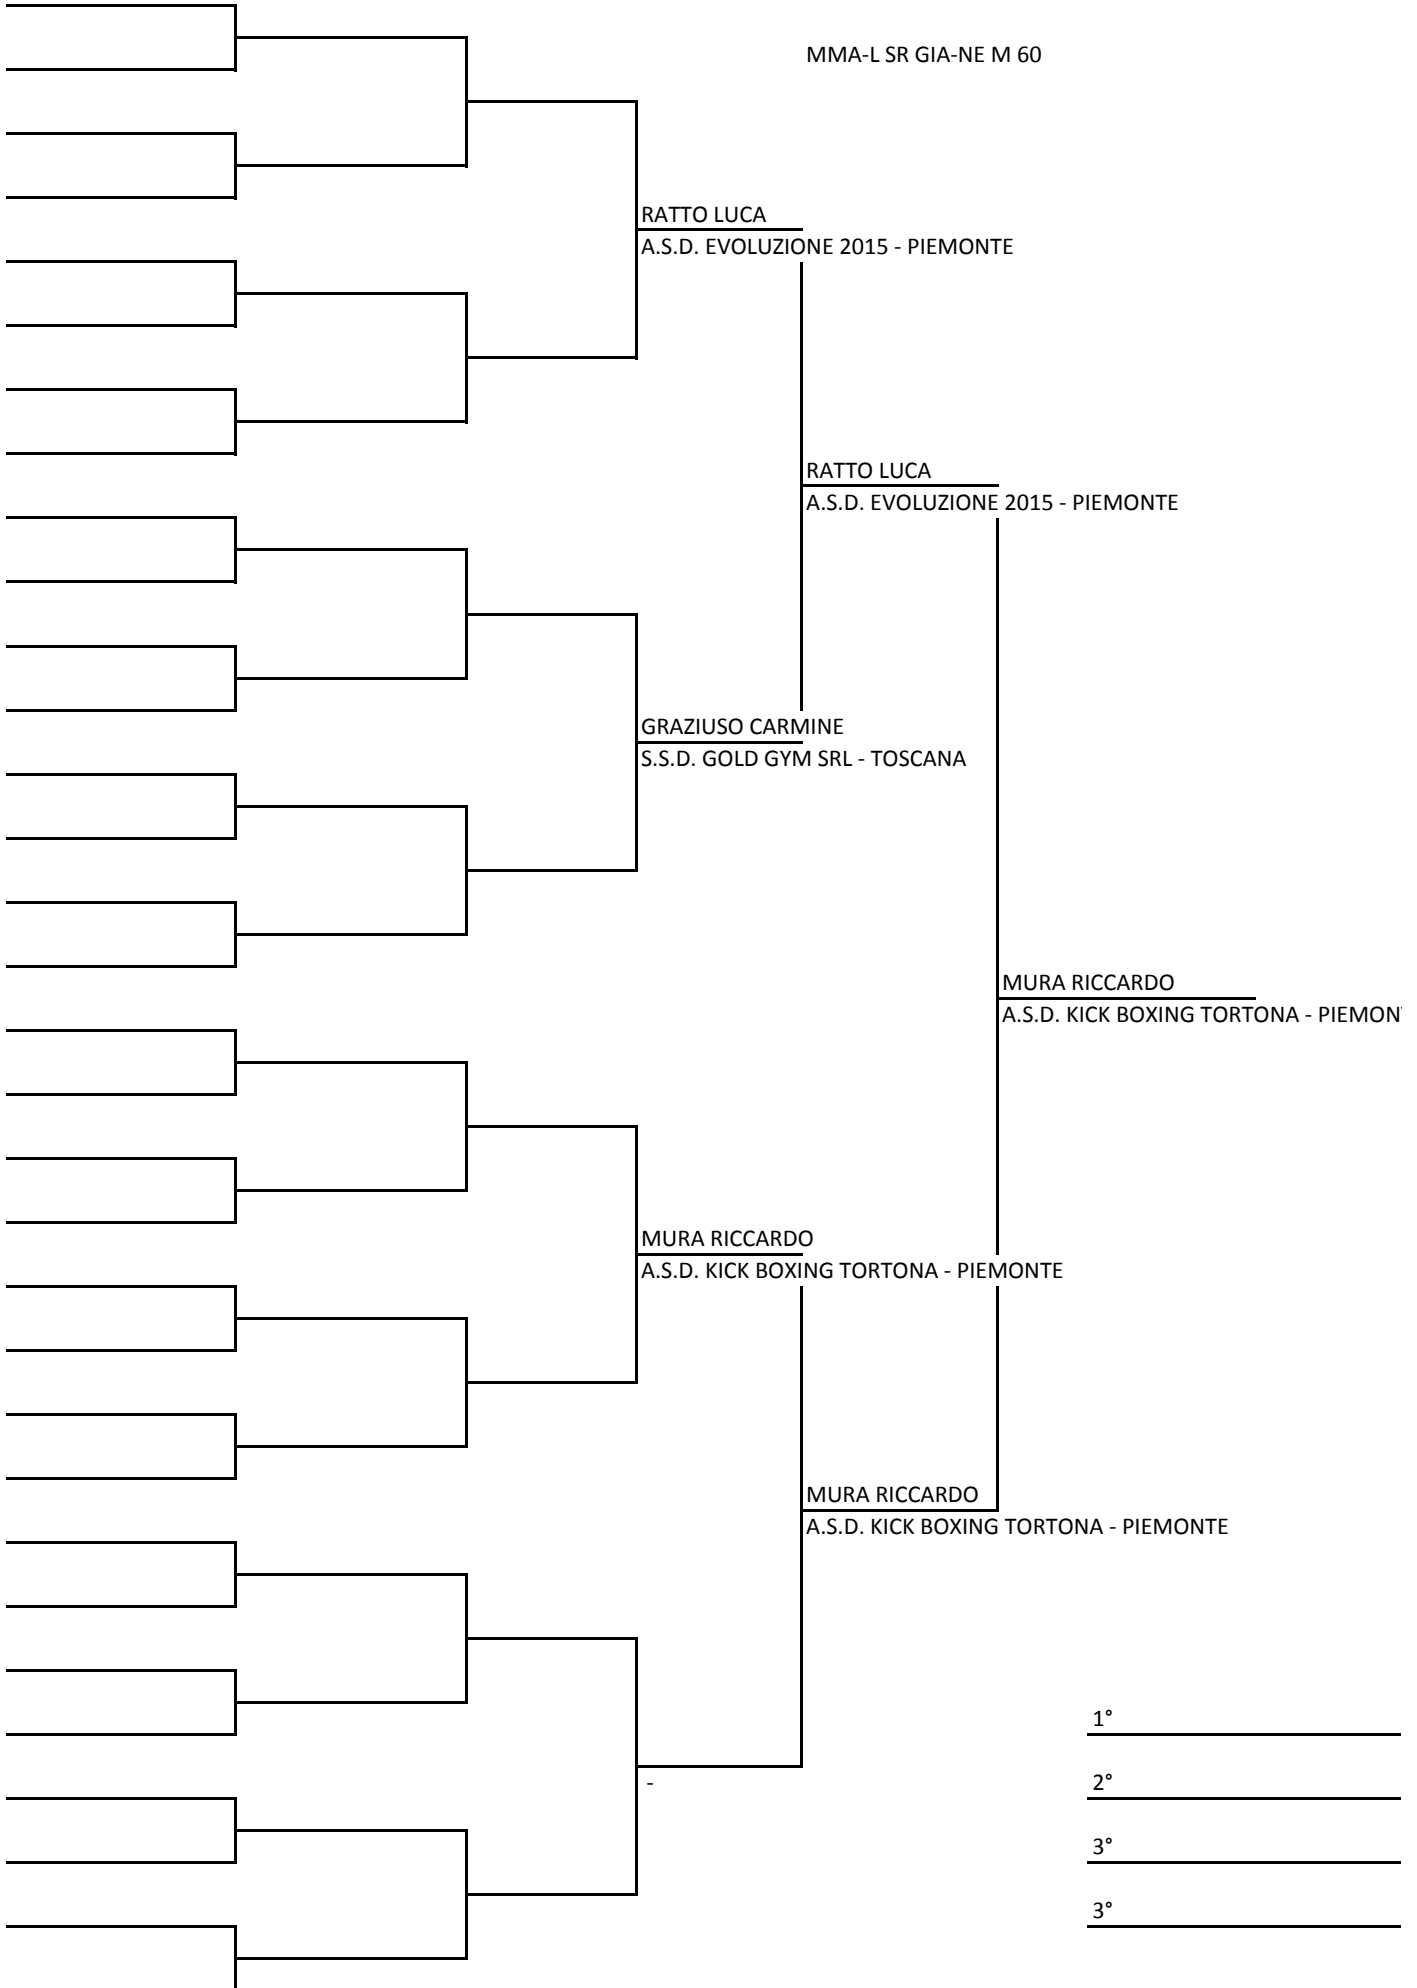 MMA-L SR GIA-NE M 60
RATTO LUCA
A.S.D. EVOLUZIONE 2015 - PIEMONTE
RATTO LUCA
A.S.D. EVOLUZIONE 2015 - PIEMONTE
GRAZIUSO CARMINE
S.S.D. GOLD GYM SRL - TOSCANA
MURA RICCARDO
A.S.D. KICK BOXING TORTONA - PIEMON
MURA RICCARDO
A.S.D. KICK BOXING TORTONA - PIEMONTE
MURA RICCARDO
A.S.D. KICK BOXING TORTONA - PIEMONTE
1°
-
2°
3°
3°